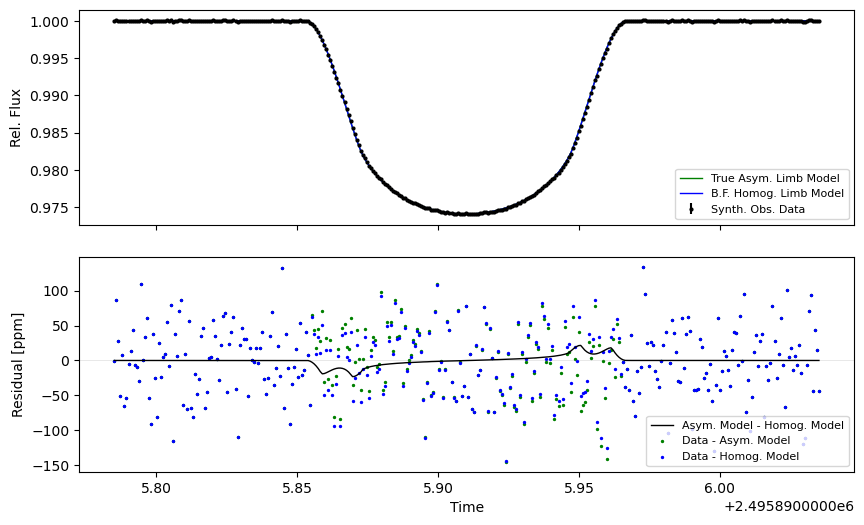 1.000
0.995
0.990
0.985
0.980
0.975
Rel. Flux
True Asym. Limb Model
B.F. Homog. Limb Model
Synth. Obs. Data
100
50
0
−50
−100
−150
Residual [ppm]
Asym. Model - Homog. Model
Data - Asym. Model
Data - Homog. Model
5.80
5.85
5.90
5.95
6.00
Time
+2.4958900000e6